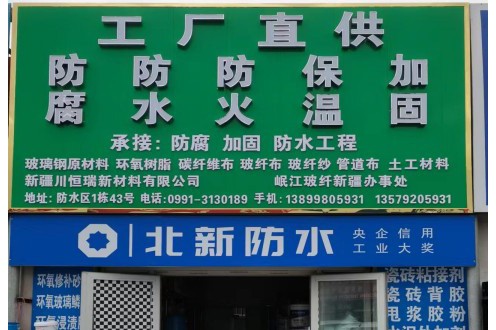 工厂直供
防 防 防 保 加
腐 水 火 温 固
承接: 防腐 加固 防水工程
玻璃钢原材料 环氧树脂 碳纤维布 玻纤布 玻纤纱 管道布 土工材料
新疆川恒瑞新材料有限公司 岷江玻纤新疆办事处
地址: 防水区1栋43号 电话:0991-3130189 手机:13899805931 13579205931
北新防水 央企信用
工业大奖
环氧修补砂
环氧玻璃鳞
环氧浸渍
瓷砖粘接剂
瓷砖背胶
甩浆胶粉